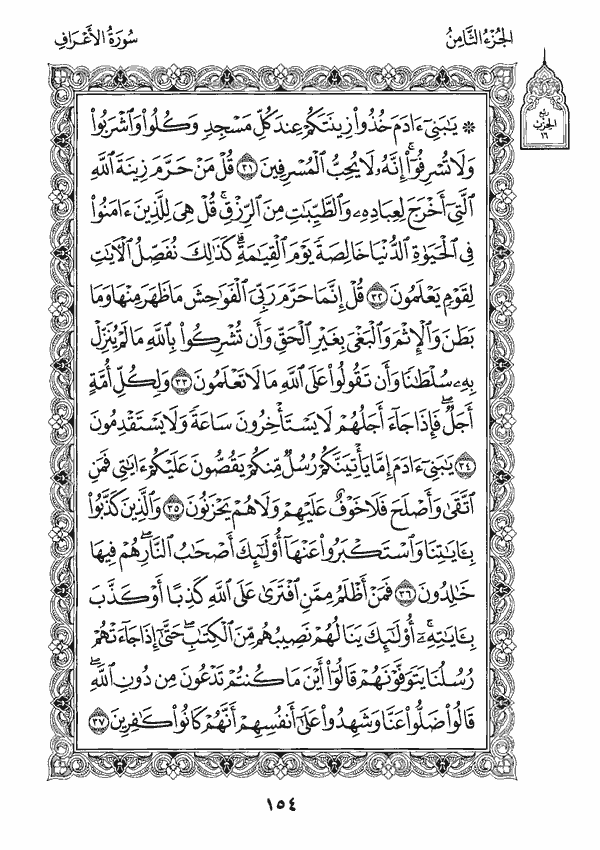 الجزء الثامن
سورة الأعراف
ربع
الحزب
١٦
۞ يَٰبَنِىٓ ءَادَمَ خُذُوا۟ زِينَتَكُمْ عِندَ كُلِّ مَسْجِدٍ وَكُلُوا۟ وَٱشْرَبُوا۟
وَلَا تُسْرِفُوٓا۟ ۚ إِنَّهُۥ لَا يُحِبُّ ٱلْمُسْرِفِينَ ٣١ قُلْ مَنْ حَرَّمَ زِينَةَ ٱللَّهِ
ٱلَّتِىٓ أَخْرَجَ لِعِبَادِهِۦ وَٱلطَّيِّبَٰتِ مِنَ ٱلرِّزْقِ ۚ قُلْ هِىَ لِلَّذِينَ ءَامَنُوا۟
فِى ٱلْحَيَوٰةِ ٱلدُّنْيَا خَالِصَةً يَوْمَ ٱلْقِيَٰمَةِ ۗ كَذَٰلِكَ نُفَصِّلُ ٱلْـَٔايَٰتِ
لِقَوْمٍ يَعْلَمُونَ ٣٢ قُلْ إِنَّمَا حَرَّمَ رَبِّىَ ٱلْفَوَٰحِشَ مَا ظَهَرَ مِنْهَا وَمَا
بَطَنَ وَٱلْإِثْمَ وَٱلْبَغْىَ بِغَيْرِ ٱلْحَقِّ وَأَن تُشْرِكُوا۟ بِٱللَّهِ مَا لَمْ يُنَزِّلْ
بِهِۦ سُلْطَٰنًا وَأَن تَقُولُوا۟ عَلَى ٱللَّهِ مَا لَا تَعْلَمُونَ ٣٣ وَلِكُلِّ أُمَّةٍ
أَجَلٌ ۖ فَإِذَا جَآءَ أَجَلُهُمْ لَا يَسْتَأْخِرُونَ سَاعَةً ۖ وَلَا يَسْتَقْدِمُونَ
٣٤ يَٰبَنِىٓ ءَادَمَ إِمَّا يَأْتِيَنَّكُمْ رُسُلٌ مِّنكُمْ يَقُصُّونَ عَلَيْكُمْ ءَايَٰتِى ۙ فَمَنِ
ٱتَّقَىٰ وَأَصْلَحَ فَلَا خَوْفٌ عَلَيْهِمْ وَلَا هُمْ يَحْزَنُونَ ٣٥ وَٱلَّذِينَ كَذَّبُوا۟
بِـَٔايَٰتِنَا وَٱسْتَكْبَرُوا۟ عَنْهَآ أُو۟لَٰٓئِكَ أَصْحَٰبُ ٱلنَّارِ ۖ هُمْ فِيهَا
خَٰلِدُونَ ٣٦ فَمَنْ أَظْلَمُ مِمَّنِ ٱفْتَرَىٰ عَلَى ٱللَّهِ كَذِبًا أَوْ كَذَّبَ
بِـَٔايَٰتِهِۦٓ ۚ أُو۟لَٰٓئِكَ يَنَالُهُمْ نَصِيبُهُم مِّنَ ٱلْكِتَٰبِ ۖ حَتَّىٰٓ إِذَا جَآءَتْهُمْ
رُسُلُنَا يَتَوَفَّوْنَهُمْ قَالُوٓا۟ أَيْنَ مَا كُنتُمْ تَدْعُونَ مِن دُونِ ٱللَّهِ ۖ
قَالُوا۟ ضَلُّوا۟ عَنَّا وَشَهِدُوا۟ عَلَىٰٓ أَنفُسِهِمْ أَنَّهُمْ كَانُوا۟ كَٰفِرِينَ ٣٧
١٥٤